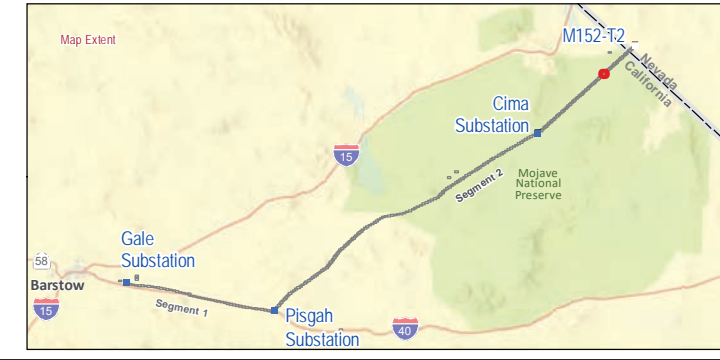 Map Extent
M152-T2
Nevada
California
Cima
Substation
15
Mojave
National
Preserve
Segment 2
Gale
Substation
58
Barstow
15
Segment 1
Pisgah
Substation
40